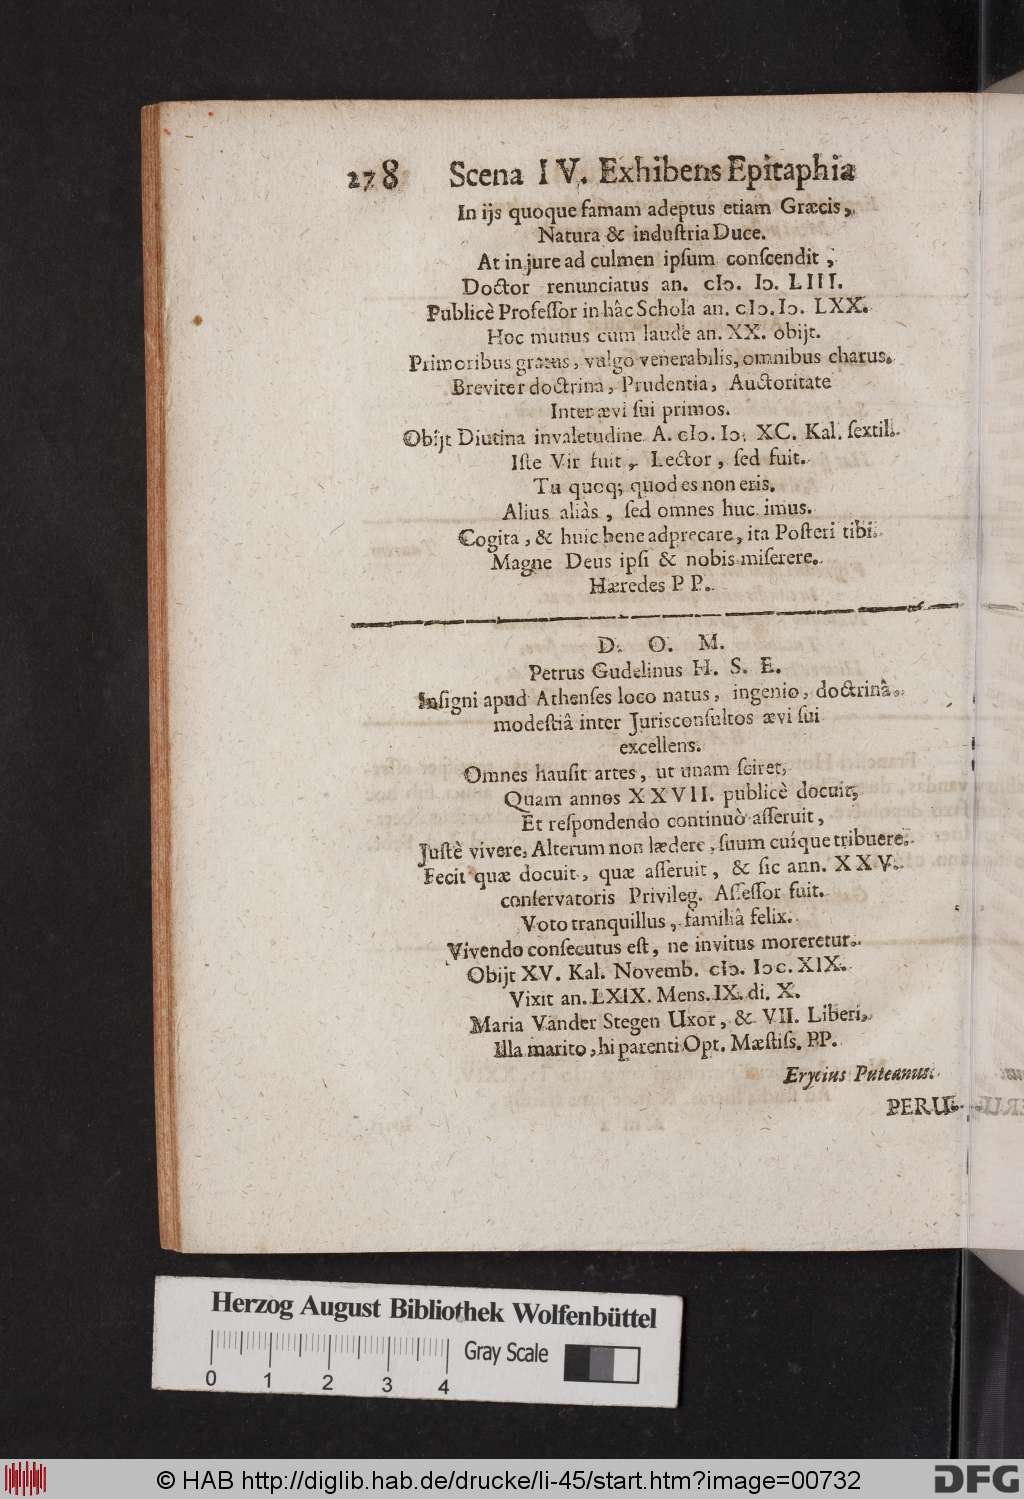 278 Scena IV. Exhibens Epitaphia
In ijs quoque famam adeptus etiam Græcis,
Natura & induſtria Duce.
At in jure ad culmen ipſum conſcendit,
Doctor renunciatus an. cIɔ. Iɔ. LIII.
Publicè Profeſſor in hâc Schola an. cIɔ. Iɔ. LXX.
Hoc munus cum laude an. XX. obijt.
Primoribus gratus, vulgo venerabilis, omnibus charus.
Breviter doctrina, Prudentia, Auctoritate
Inter ævi ſui primos.
Obijt Diutina invaletudine A. cIɔ. Iɔ. XC. Kal. ſextil.
Iſte Vir fuit, Lector, ſed fuit.
Tu quoq; quod es non eris.
Alius aliàs, ſed omnes huc imus.
Cogita, & huic bene adprecare, ita Poſteri tibi.
Magne Deus ipſi & nobis miſerere.
Hæredes P P.
D. O. M.
Petrus Gudelinus H. S. E.
Inſigni apud Athenſes loco natus, ingenio, doctrinâ,
modeſtiâ inter Jurisconſultos ævi ſui
excellens.
Omnes hauſit artes, ut unam ſciret,
Quam annos XXVII. publicè docuit,
Et reſpondendo continuò aſſeruit,
Juſtè vivere, Alterum non lædere, ſuum cuíque tribuere.
Fecit quæ docuit, quæ aſſeruit, & ſic ann. XXV.
conſervatoris Privileg. Aſſeſſor fuit.
Voto tranquillus, familiâ felix.
Vivendo conſecutus eſt, ne invitus moreretur.
Obijt XV. Kal. Novemb. cIɔ. Iɔc. XIX.
Vixit an. LXIX. Mens. IX. di. X.
Maria Vander Stegen Uxor, & VII. Liberi,
Illa marito, hi parenti Opt. Mæſtiſs. PP.
Erycius Puteanus.
PERU-
Herzog August Bibliothek Wolfenbüttel
Gray Scale
0 1 2 3 4
© HAB http://diglib.hab.de/drucke/li-45/start.htm?image=00732
DFG